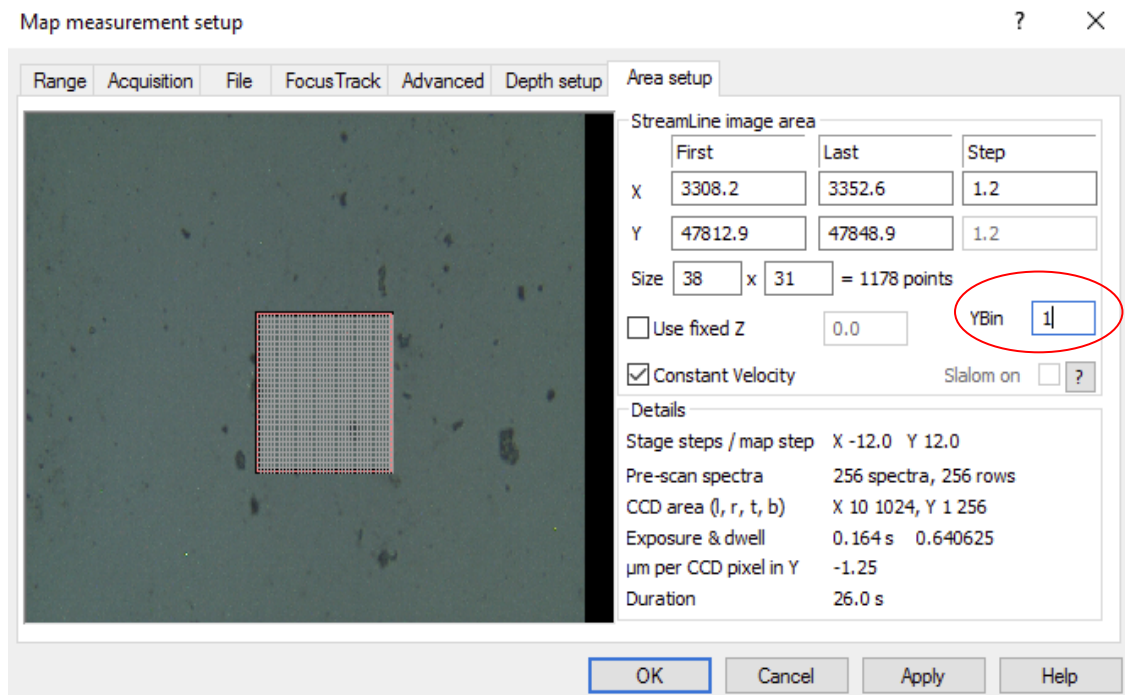 Map measurement setup ? ×
Range Acquisition File FocusTrack Advanced Depth setup Area setup
StreamLine image area
First Last Step
X 3308.2 3352.6 1.2
Y 47812.9 47848.9 1.2
Size 38 x 31 = 1178 points
YBin 1
Use fixed Z 0.0
Constant Velocity Slalom on ?
Details
Stage steps / map step X -12.0 Y 12.0
Pre-scan spectra 256 spectra, 256 rows
CCD area (l, r, t, b) X 10 1024, Y 1 256
Exposure & dwell 0.164 s 0.640625
µm per CCD pixel in Y -1.25
Duration 26.0 s
OK Cancel Apply Help